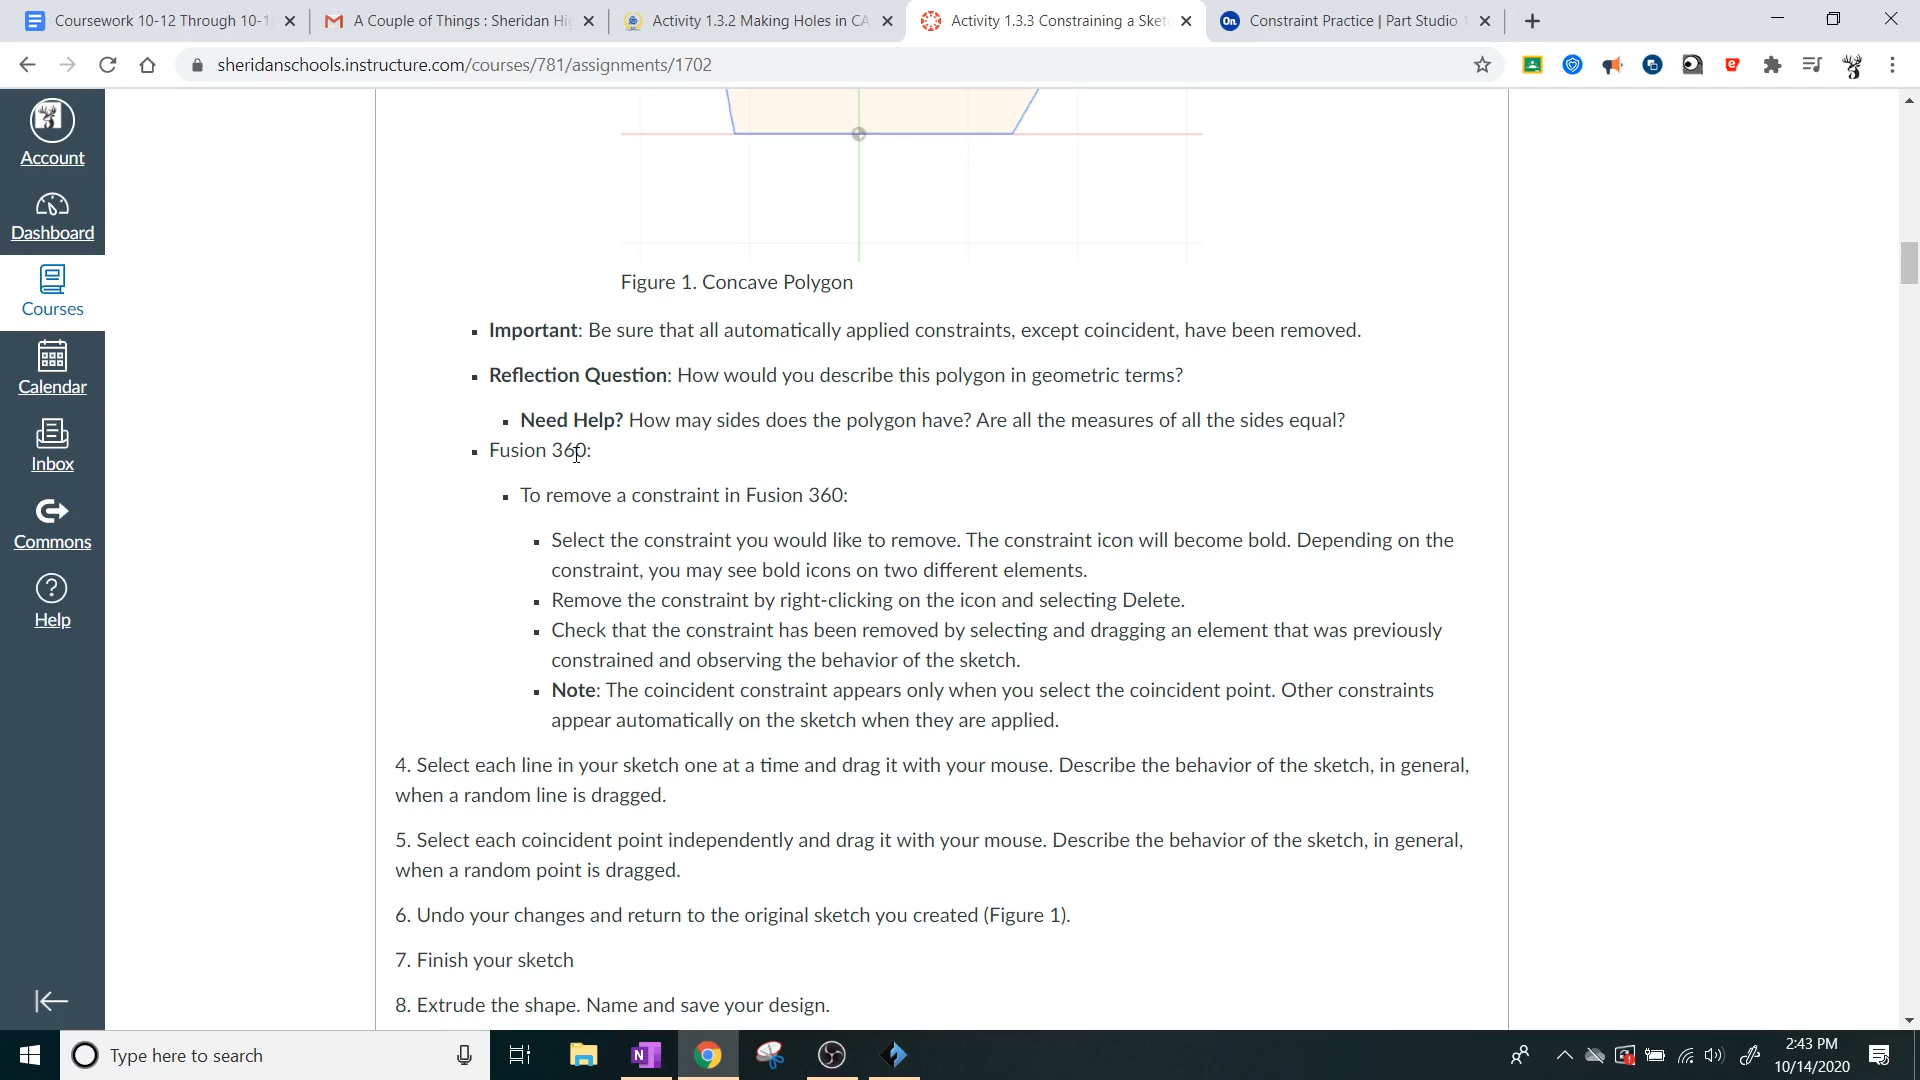 Coursework 10-12 Through 10-1
A Couple of Things : Sheridan Hi
Activity 1.3.2 Making Holes in CA
Activity 1.3.3 Constraining a Sket
Constraint Practice | Part Studio 1
sheridanschools.instructure.com/courses/781/assignments/1702
Account
Dashboard
Courses
Calendar
Inbox
Commons
Help
Figure 1. Concave Polygon
Important: Be sure that all automatically applied constraints, except coincident, have been removed.
Reflection Question: How would you describe this polygon in geometric terms?
Need Help? How may sides does the polygon have? Are all the measures of all the sides equal?
Fusion 360:
To remove a constraint in Fusion 360:
Select the constraint you would like to remove. The constraint icon will become bold. Depending on the
constraint, you may see bold icons on two different elements.
Remove the constraint by right-clicking on the icon and selecting Delete.
Check that the constraint has been removed by selecting and dragging an element that was previously
constrained and observing the behavior of the sketch.
Note: The coincident constraint appears only when you select the coincident point. Other constraints
appear automatically on the sketch when they are applied.
4. Select each line in your sketch one at a time and drag it with your mouse. Describe the behavior of the sketch, in general,
when a random line is dragged.
5. Select each coincident point independently and drag it with your mouse. Describe the behavior of the sketch, in general,
when a random point is dragged.
6. Undo your changes and return to the original sketch you created (Figure 1).
7. Finish your sketch
8. Extrude the shape. Name and save your design.
Type here to search
2:43 PM
10/14/2020